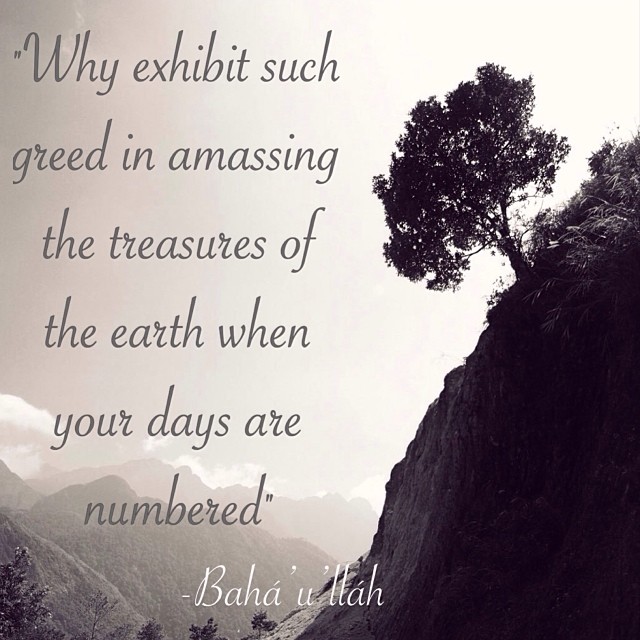 "Why exhibit such
greed in amassing
the treasures of
the earth when
your days are
numbered"
-Bahá'u'lláh